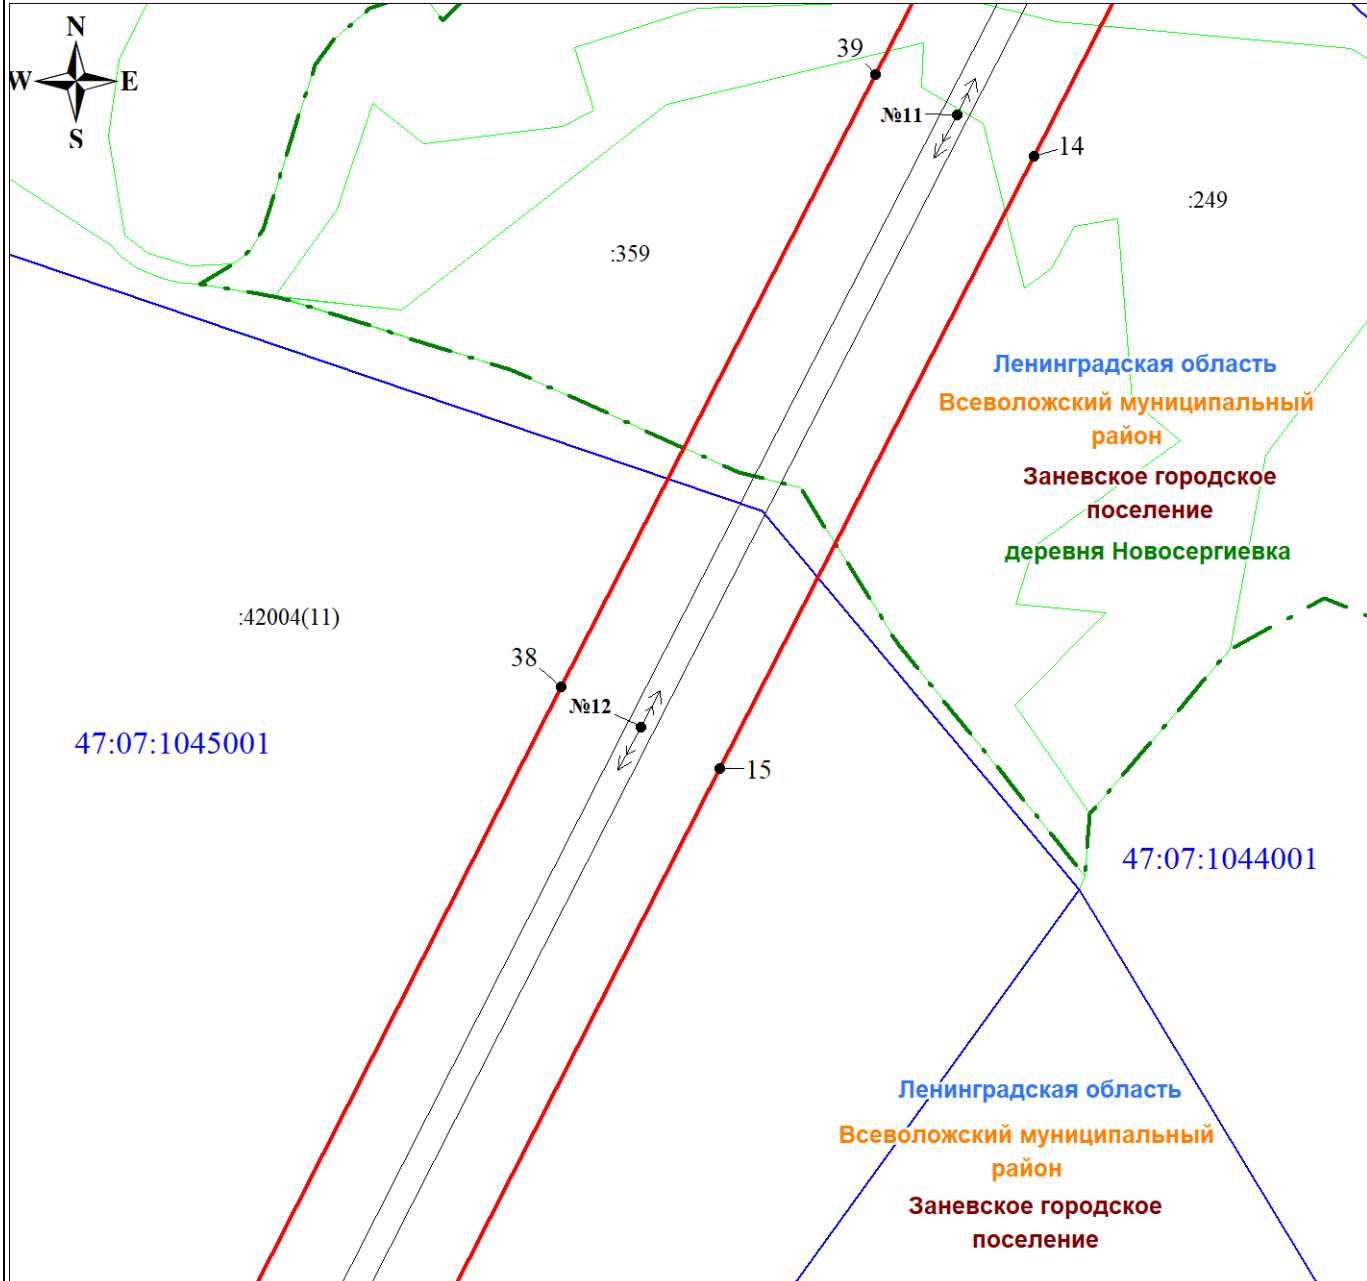 N
W E
S
39
№11
14
:249
:359
Ленинградская область
Всеволожский муниципальный
район
Заневское городское
поселение
деревня Новосергиевка
:42004(11)
38
№12
47:07:1045001
15
47:07:1044001
Ленинградская область
Всеволожский муниципальный
район
Заневское городское
поселение